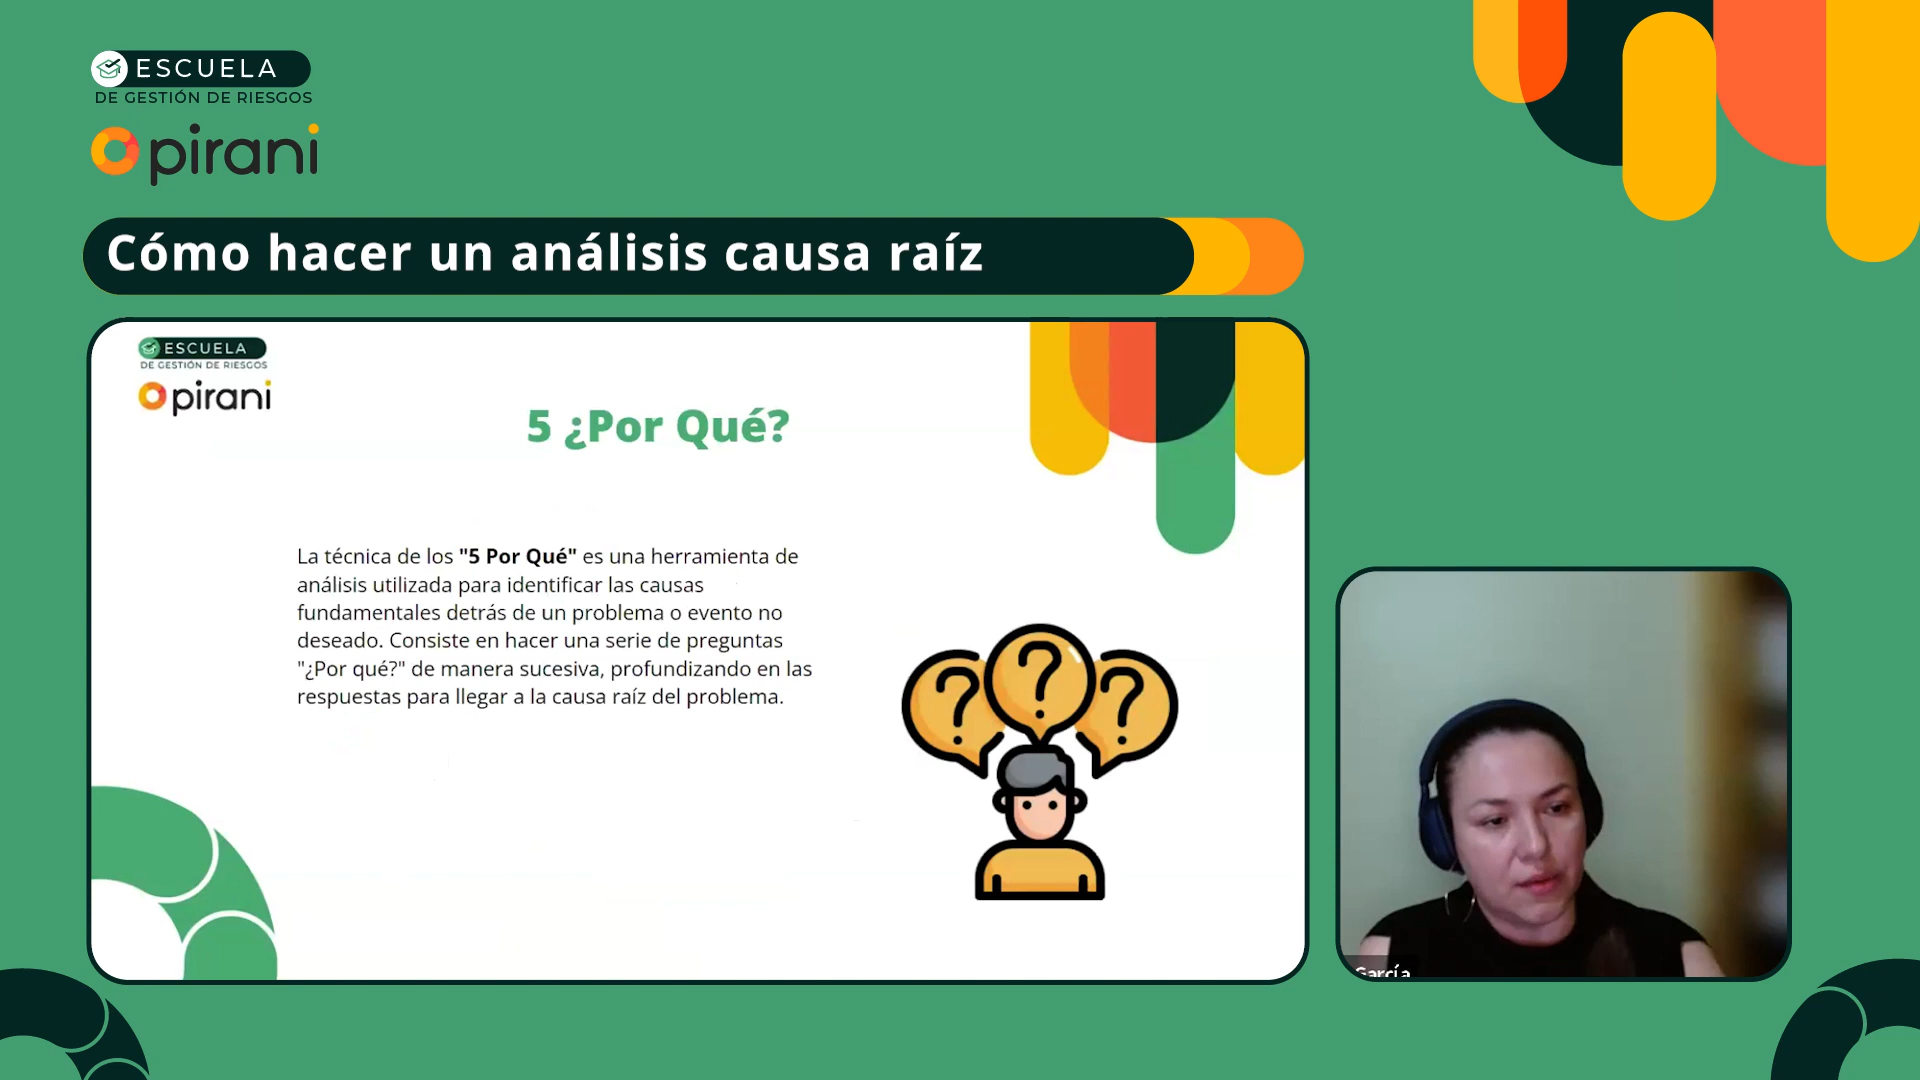 ESCUELA
DE GESTIÓN DE RIESGOS
pirani
Cómo hacer un análisis causa raíz
ESCUELA
DE GESTIÓN DE RIESGOS
pirani
5 ¿Por Qué?
La técnica de los "5 Por Qué" es una herramienta de
análisis utilizada para identificar las causas
fundamentales detrás de un problema o evento no
deseado. Consiste en hacer una serie de preguntas
"¿Por qué?" de manera sucesiva, profundizando en las
respuestas para llegar a la causa raíz del problema.
? ? ?
García